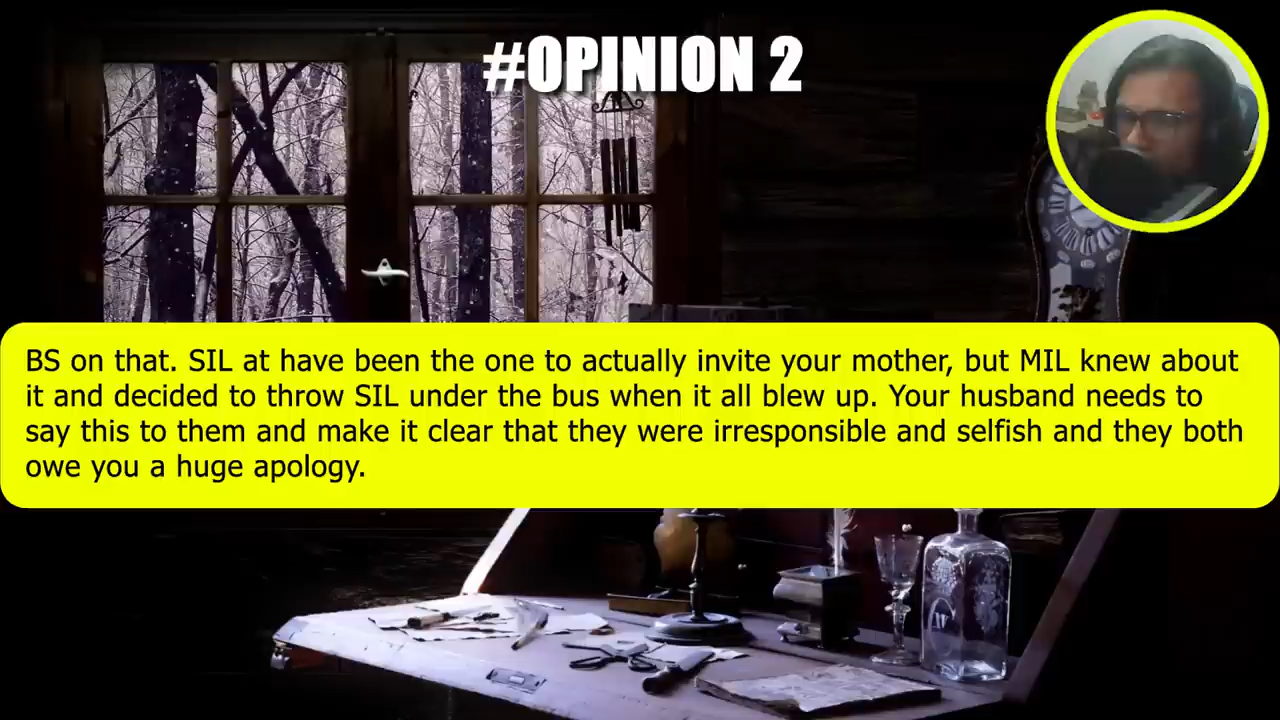 #OPINION 2
BS on that. SIL at have been the one to actually invite your mother, but MIL knew about
it and decided to throw SIL under the bus when it all blew up. Your husband needs to
say this to them and make it clear that they were irresponsible and selfish and they both
owe you a huge apology.